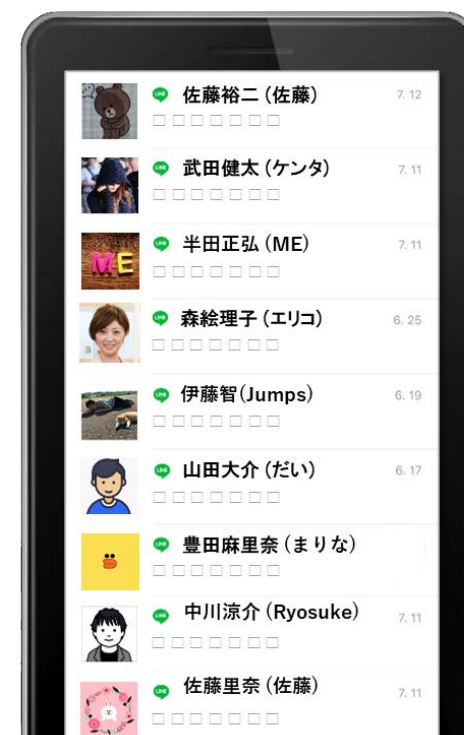 佐藤裕二（佐藤） 7. 12
□□□□□□□
武田健太（ケンタ） 7. 11
□□□□□□□
ME
半田正弘（ME） 7. 11
□□□□□□□
森絵理子（エリコ） 6. 25
□□□□□□□
伊藤智(Jumps) 6. 19
□□□□□□□
山田大介（だい） 6. 17
□□□□□□□
豊田麻里奈（まりな）
□□□□□□□
中川涼介（Ryosuke） 7. 11
□□□□□□□
佐藤里奈（佐藤） 7. 11
□□□□□□□